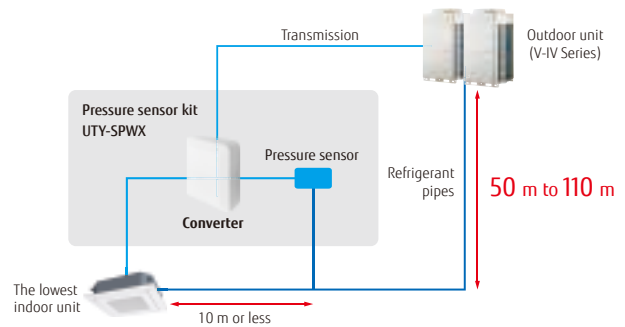 Transmission
Outdoor unit
(V-IV Series)
Pressure sensor kit
UTY-SPWX
Pressure sensor
Converter
Refrigerant
pipes
50 m to 110 m
The lowest
indoor unit
10 m or less